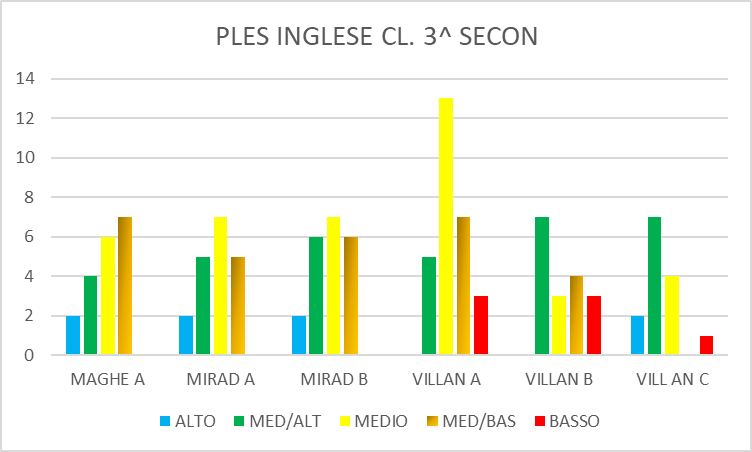 PLES INGLESE CL. 3^ SECON
14
12
10
8
6
4
2
0
MAGHE A MIRAD A MIRAD B VILLAN A VILLAN B VILL AN C
ALTO MED/ALT MEDIO MED/BAS BASSO